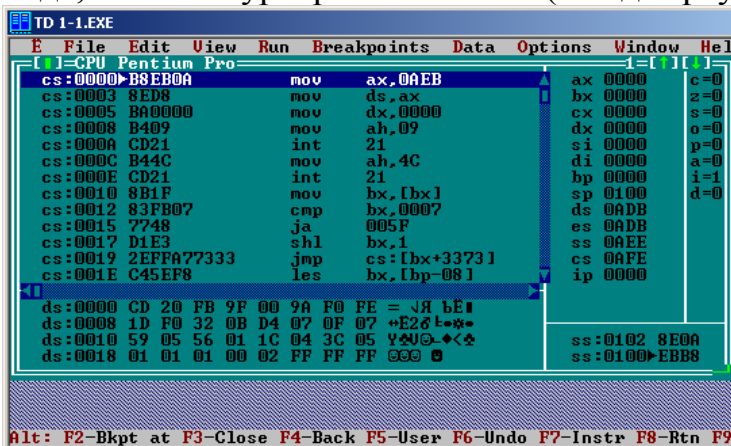 TD 1-1.EXE
Ё File Edit View Run Breakpoints Data Options Window Hel
=[■]=CPU Pentium Pro=1=[↑][↓]=
cs:0000►B8EB0A mov ax,0AEB ax 0000 c=0
cs:0003 8ED8 mov ds,ax bx 0000 z=0
cs:0005 BA0000 mov dx,0000 cx 0000 s=0
cs:0008 B409 mov ah,09 dx 0000 o=0
cs:000A CD21 int 21 si 0000 p=0
cs:000C B44C mov ah,4C di 0000 a=0
cs:000E CD21 int 21 bp 0000 i=1
cs:0010 8B1F mov bx,[bx] sp 0100 d=0
cs:0012 83FB07 cmp bx,0007 ds 0ADB
cs:0015 7748 ja 005F es 0ADB
cs:0017 D1E3 shl bx,1 ss 0AEE
cs:0019 2EFFA77333 jmp cs:[bx+3373] cs 0AFE
cs:001E C45EF8 les bx,[bp-08] ip 0000
ds:0000 CD 20 FB 9F 00 9A F0 FE = √Я ЬЁ■
ds:0008 1D F0 32 0B D4 07 0F 07
ds:0010 59 05 56 01 1C 04 3C 05 ss:0102 8E0A
ds:0018 01 01 01 00 02 FF FF FF ☺☺☺ ☻ ss:0100►EBB8
Alt: F2-Bkpt at F3-Close F4-Back F5-User F6-Undo F7-Instr F8-Rtn F9